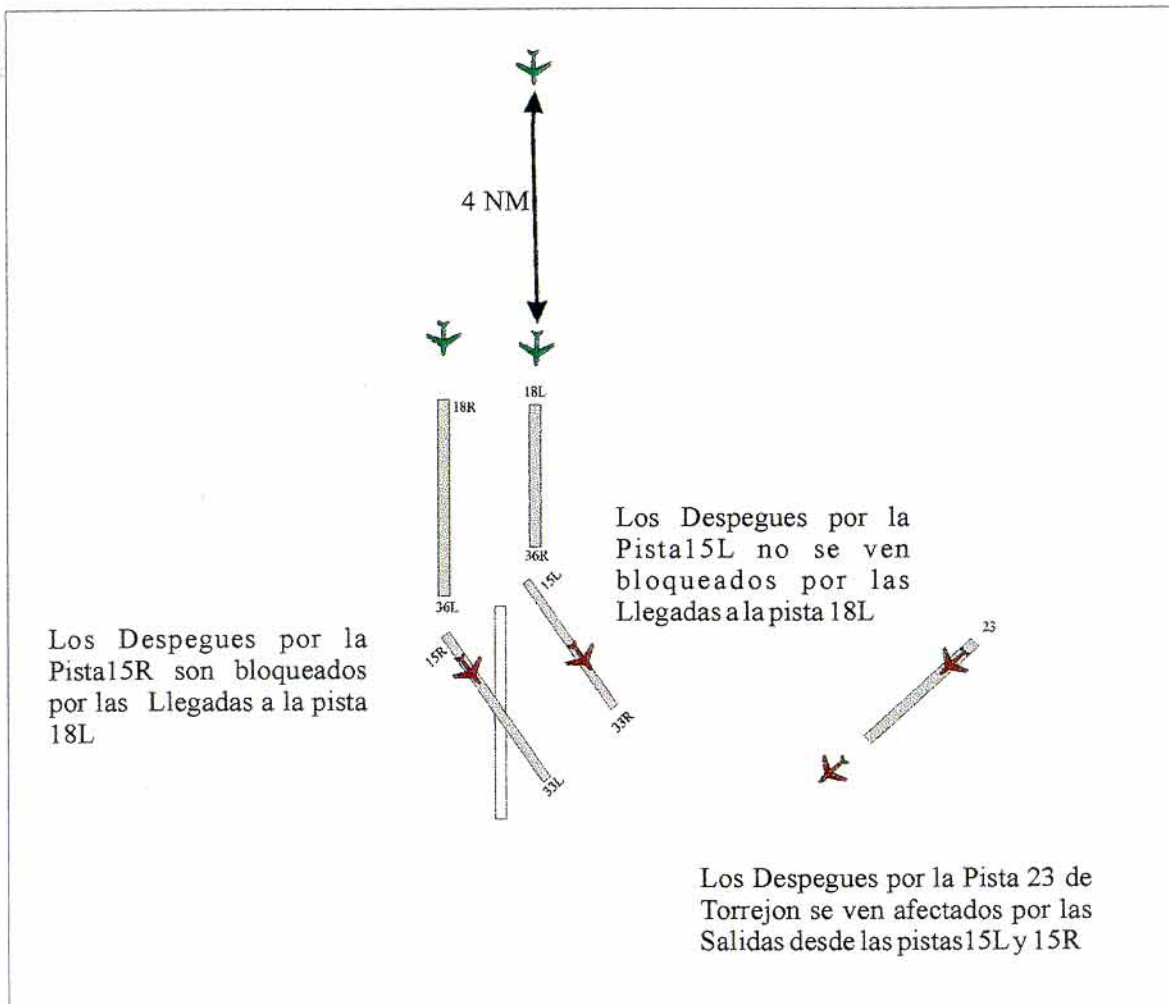 4 NM
18R
18L
36R
36L
15L
33R
15R
33L
23
Los Despegues por la
Pista15L no se ven
bloqueados por las
Llegadas a la pista 18L
Los Despegues por la
Pista15R son bloqueados
por las Llegadas a la pista
18L
Los Despegues por la Pista 23 de
Torrejon se ven afectados por las
Salidas desde las pistas15L y 15R